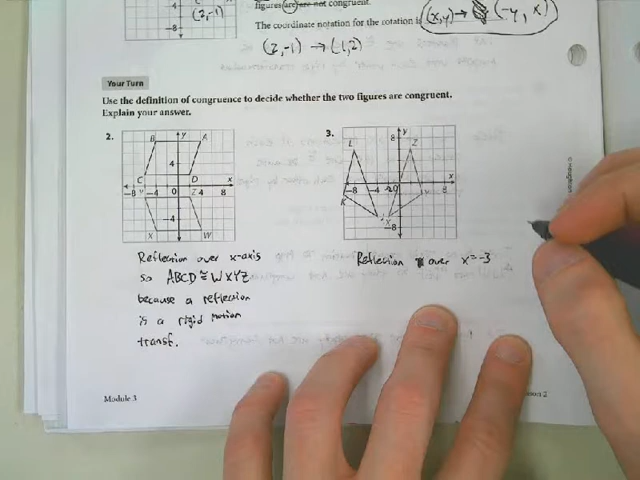 figures are/are not congruent.
(2,-1)
The coordinate notation for the rotation is (x,y)→ (-y, x)
(2,-1) → (1,2)
Your Turn
Use the definition of congruence to decide whether the two figures are congruent.
Explain your answer.
2.
3.
Reflection over x-axis
so ABCD ≅ WXYZ
because a reflection
is a rigid motion
transf.
Reflection over x=-3
Module 3